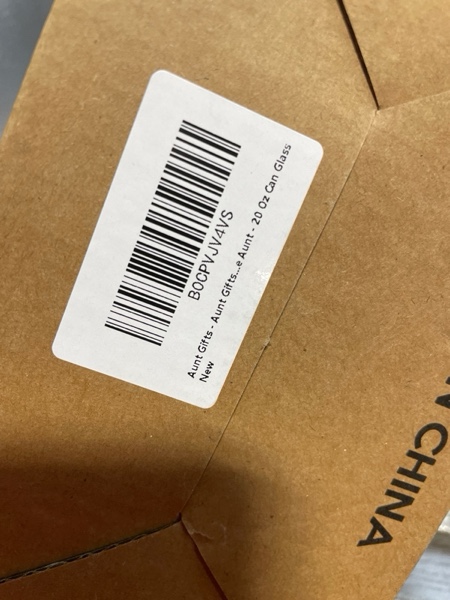 B0CPVJV4VS
Aunt Gifts - Aunt Gifts...e Aunt - 20 Oz Can Glass
New
N CHINA